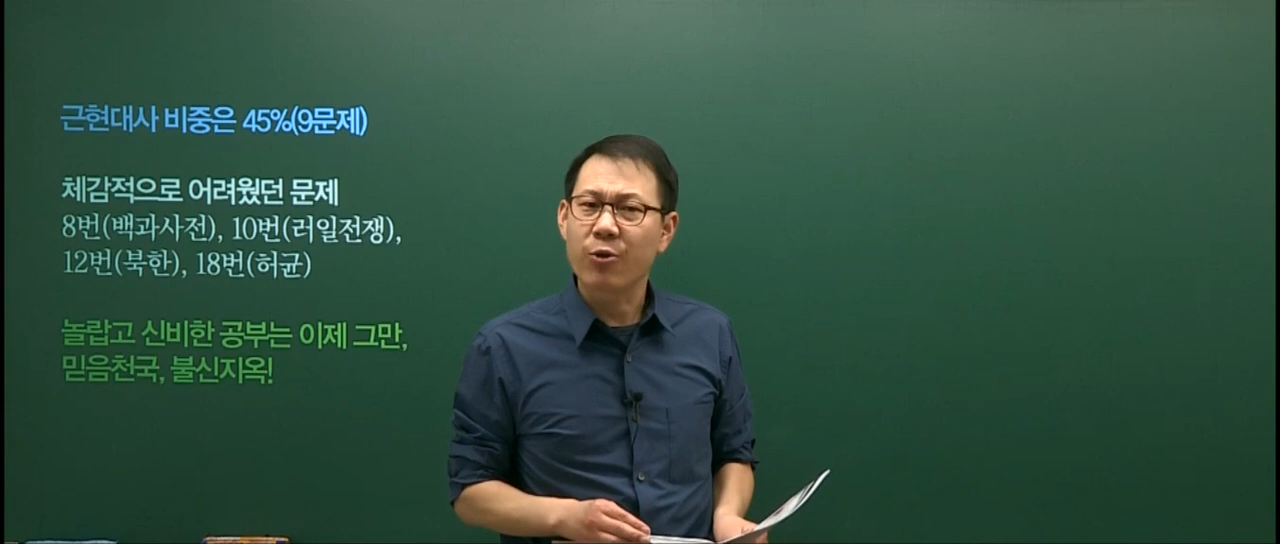 근현대사 비중은 45%(9문제)
체감적으로 어려웠던 문제
8번(백과사전), 10번(러일전쟁),
12번(북한), 18번(허균)
놀랍고 신비한 공부는 이제 그만,
믿음천국, 불신지옥!